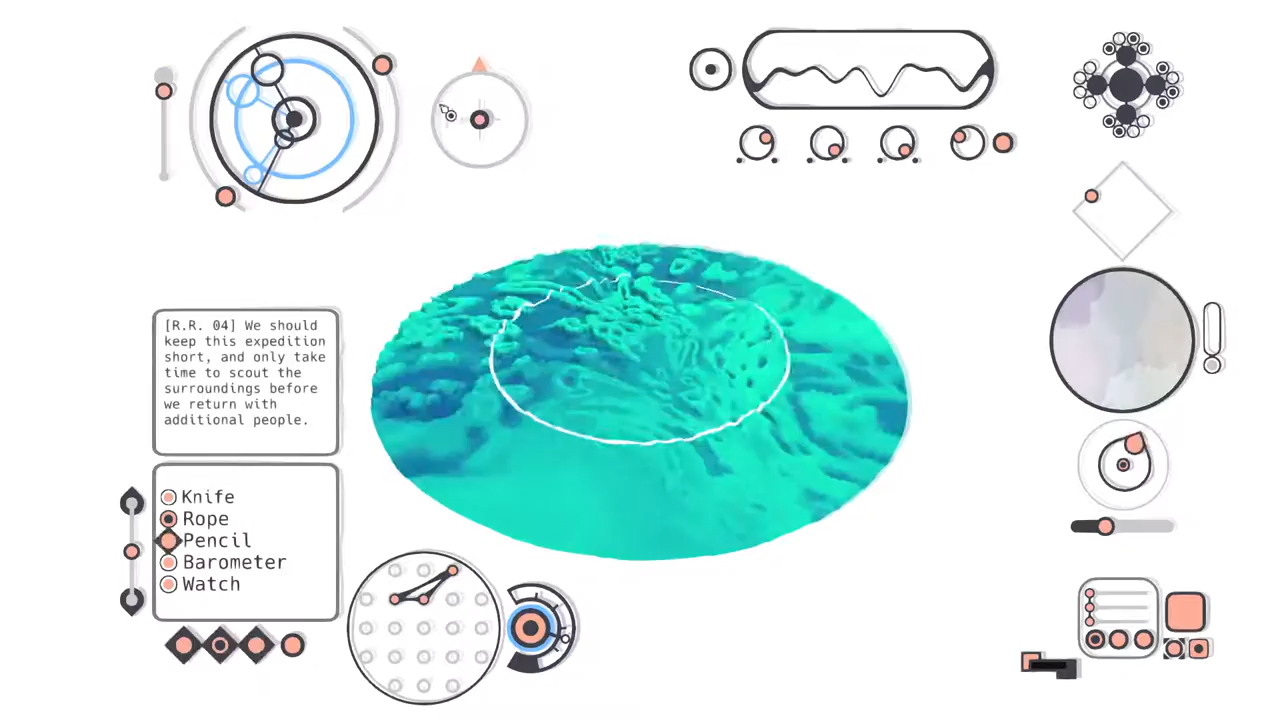 [R.R. 04] We should
keep this expedition
short, and only take
time to scout the
surroundings before
we return with
additional people.
Knife
Rope
Pencil
Barometer
Watch